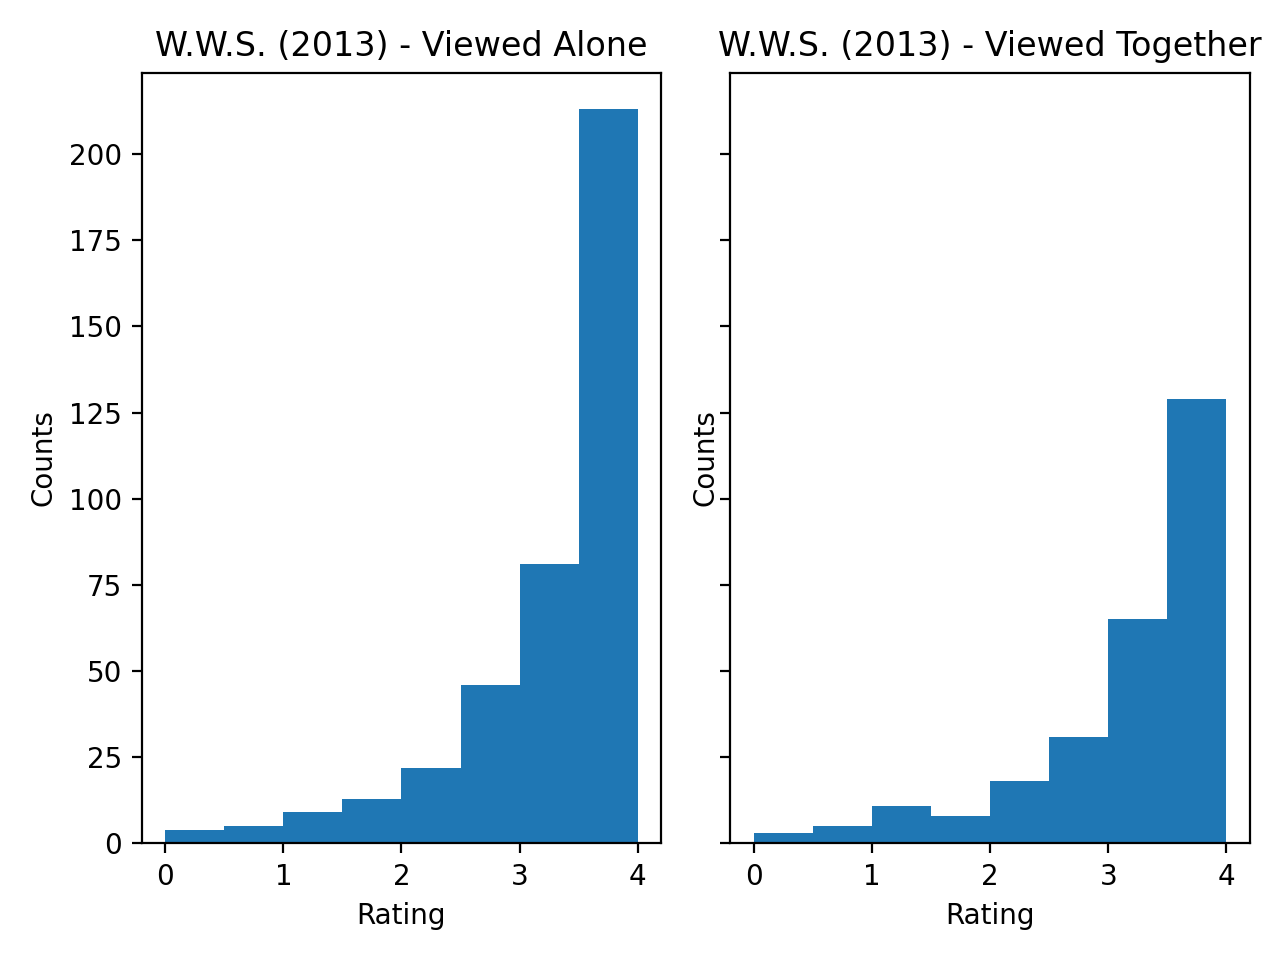 W.W.S. (2013) - Viewed Alone
W.W.S. (2013) - Viewed Together
Counts
200
175
150
125
100
75
50
25
0
0 1 2 3 4
Rating
Counts
0 1 2 3 4
Rating